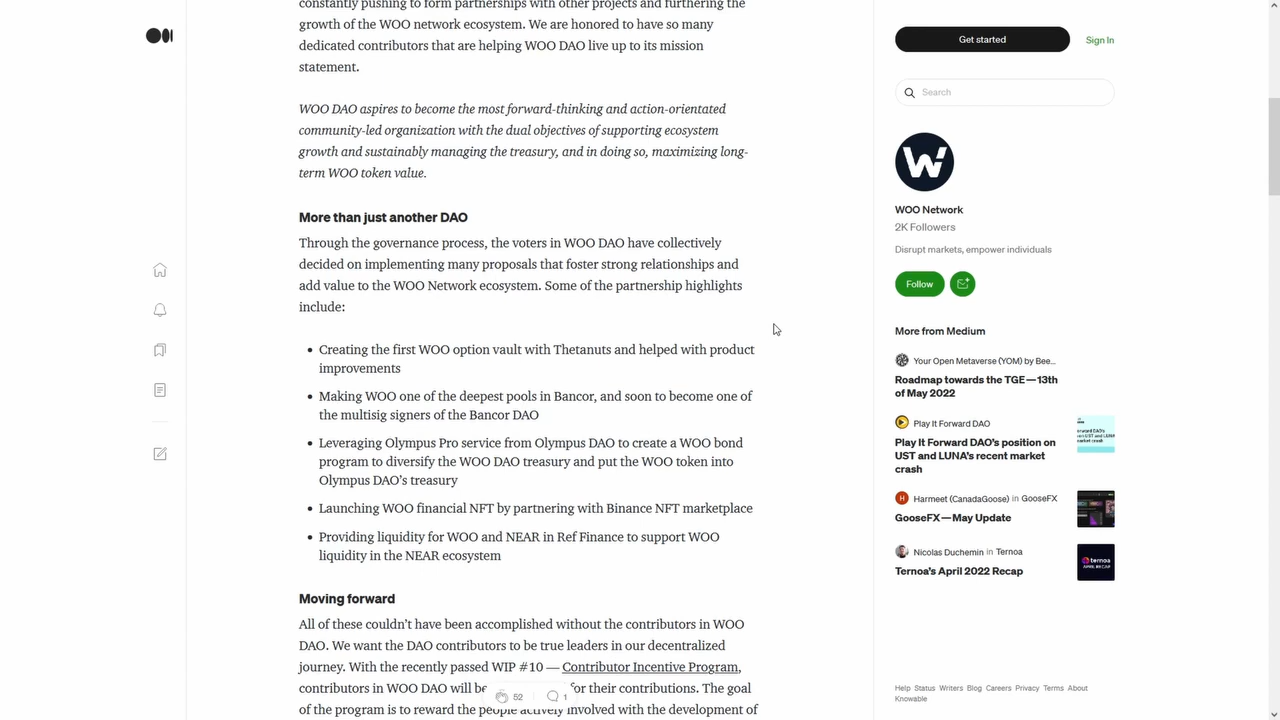 constantly pushing to form partnerships with other projects and furthering the
growth of the WOO network ecosystem. We are honored to have so many
dedicated contributors that are helping WOO DAO live up to its mission
statement.
WOO DAO aspires to become the most forward-thinking and action-orientated
community-led organization with the dual objectives of supporting ecosystem
growth and sustainably managing the treasury, and in doing so, maximizing long-
term WOO token value.
More than just another DAO
Through the governance process, the voters in WOO DAO have collectively
decided on implementing many proposals that foster strong relationships and
add value to the WOO Network ecosystem. Some of the partnership highlights
include:
• Creating the first WOO option vault with Thetanuts and helped with product
improvements
• Making WOO one of the deepest pools in Bancor, and soon to become one of
the multisig signers of the Bancor DAO
• Leveraging Olympus Pro service from Olympus DAO to create a WOO bond
program to diversify the WOO DAO treasury and put the WOO token into
Olympus DAO's treasury
• Launching WOO financial NFT by partnering with Binance NFT marketplace
• Providing liquidity for WOO and NEAR in Ref Finance to support WOO
liquidity in the NEAR ecosystem
Moving forward
All of these couldn't have been accomplished without the contributors in WOO
DAO. We want the DAO contributors to be true leaders in our decentralized
journey. With the recently passed WIP #10 — Contributor Incentive Program,
contributors in WOO DAO will be for their contributions. The goal
of the program is to reward the people actively involved with the development of
52
1
Get started
Sign In
Search
W
WOO Network
2K Followers
Disrupt markets, empower individuals
Follow
More from Medium
Your Open Metaverse (YOM) by Bee...
Roadmap towards the TGE — 13th
of May 2022
Play It Forward DAO
Play It Forward DAO's position on
UST and LUNA's recent market
crash
H
Harmeet (CanadaGoose) in GooseFX
GooseFX — May Update
Nicolas Duchemin in Ternoa
Ternoa's April 2022 Recap
ternoa
APRIL RECAP
Help Status Writers Blog Careers Privacy Terms About
Knowable